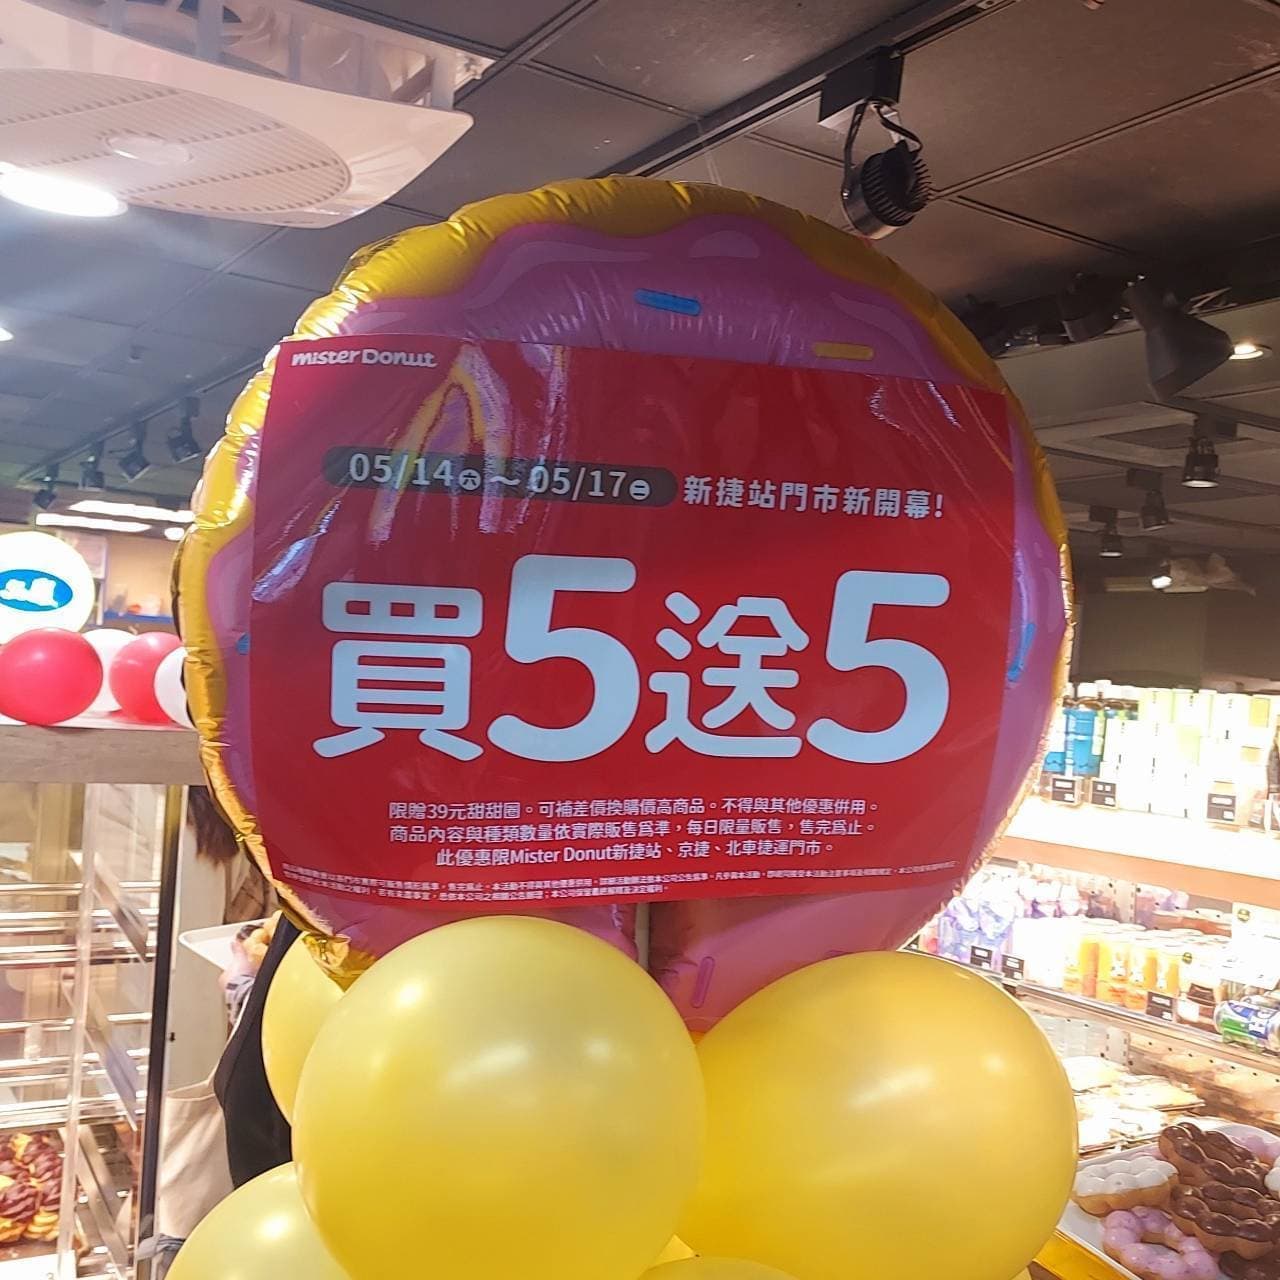 mister Donut
05/14㊅～05/17㊁ 新捷站門市新開幕!
買5送5
限贈39元甜甜圈。可補差價換購價高商品。不得與其他優惠併用。
商品內容與種類數量依實際販售為準，每日限量販售，售完為止。
此優惠限Mister Donut新捷站、京捷、北車捷運門市。